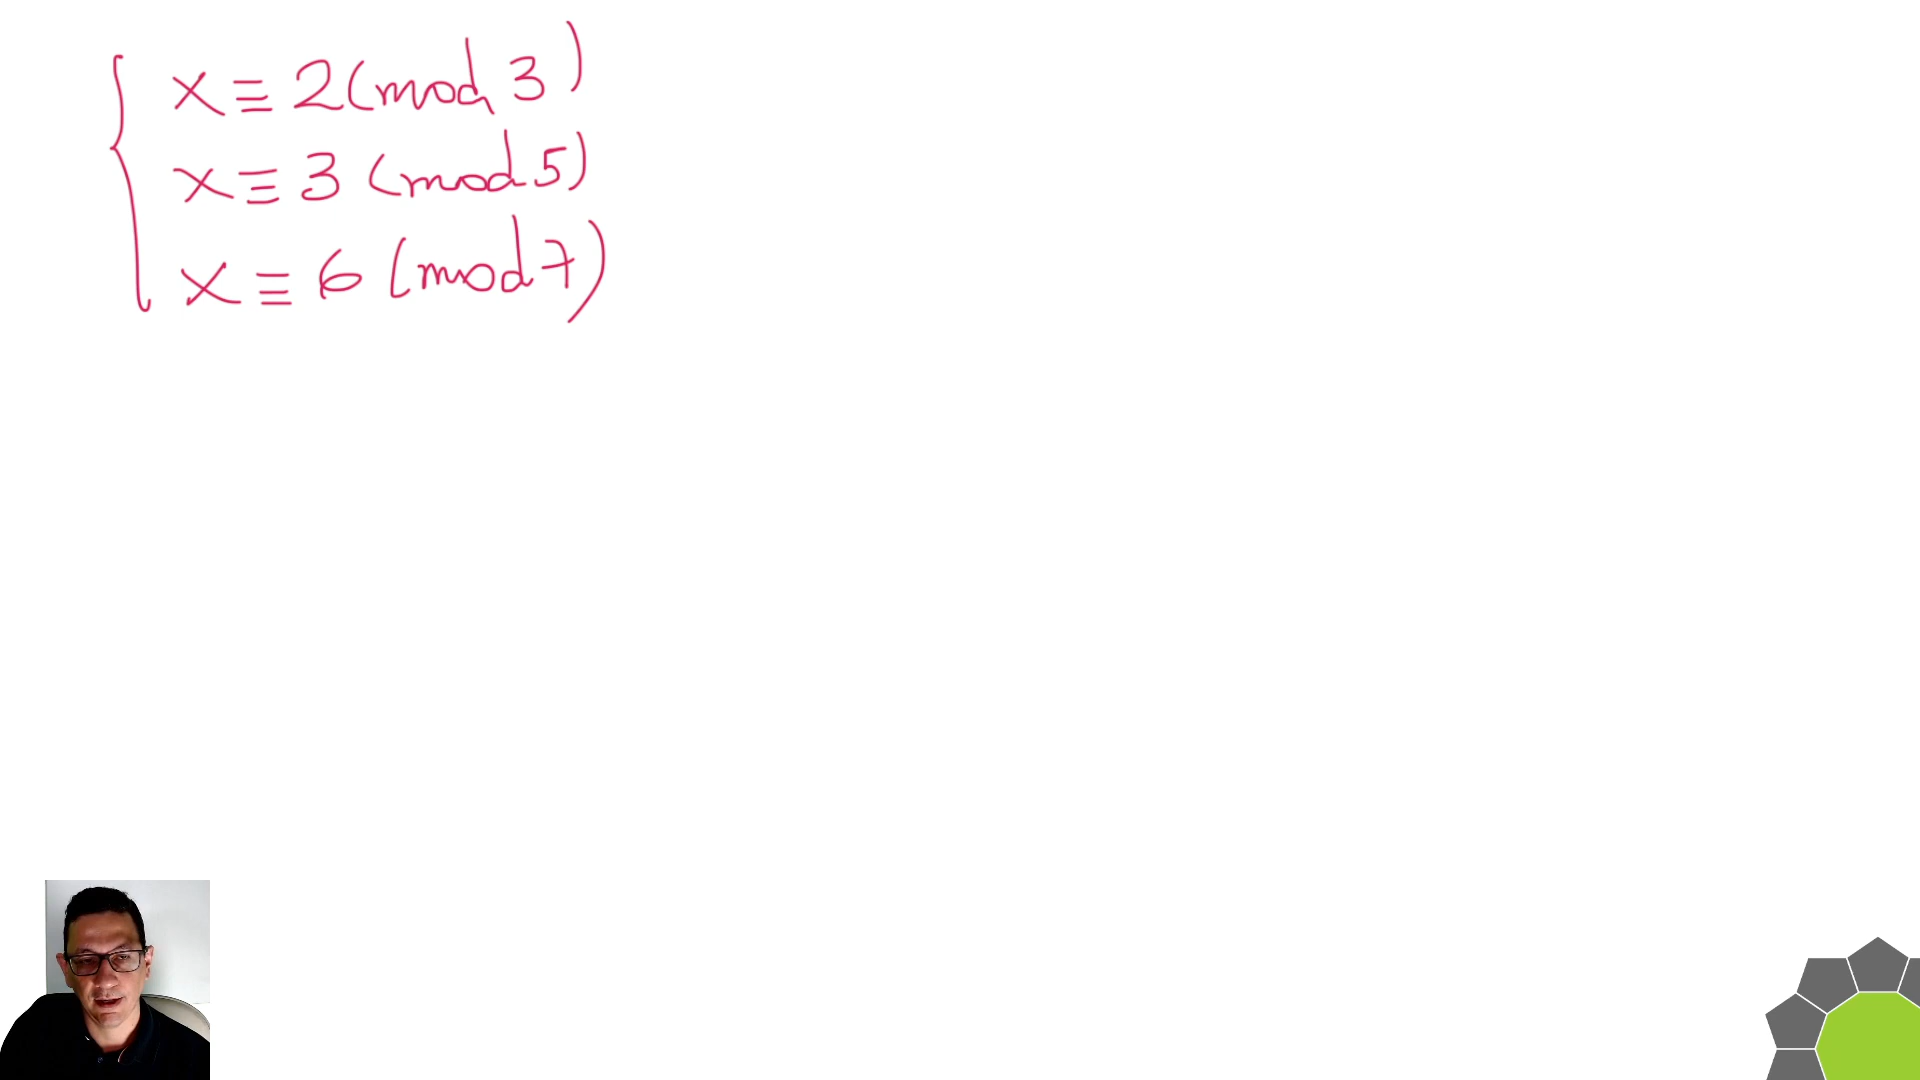 x ≡ 2 (mod 3)
x ≡ 3 (mod 5)
x ≡ 6 (mod 7)